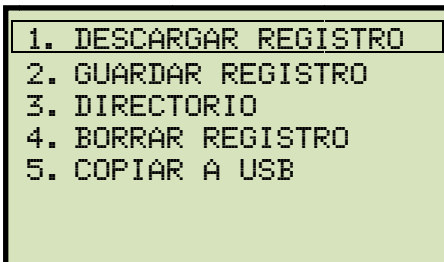 1. DESCARGAR REGISTRO
2. GUARDAR REGISTRO
3. DIRECTORIO
4. BORRAR REGISTRO
5. COPIAR A USB